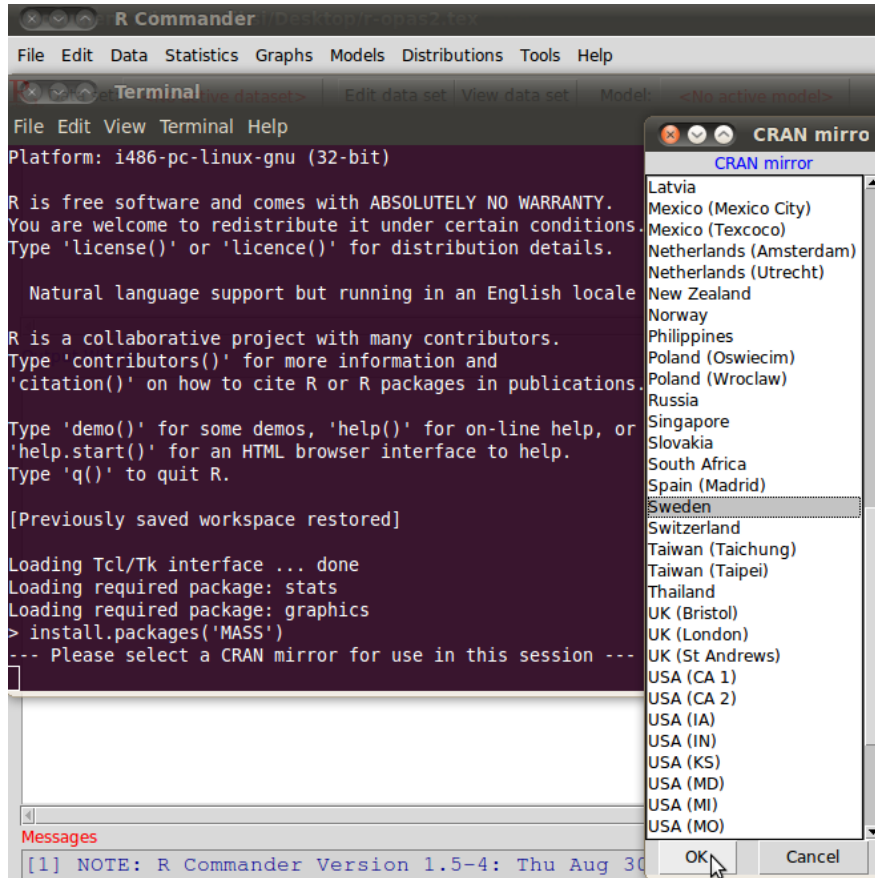 R Commander
/Desktop/r-opas2.tex
File Edit Data Statistics Graphs Models Distributions Tools Help
Terminal
dataset> Edit data set View data set Model: <No active model>
File Edit View Terminal Help
Platform: i486-pc-linux-gnu (32-bit)
R is free software and comes with ABSOLUTELY NO WARRANTY.
You are welcome to redistribute it under certain conditions.
Type 'license()' or 'licence()' for distribution details.
Natural language support but running in an English locale
R is a collaborative project with many contributors.
Type 'contributors()' for more information and
'citation()' on how to cite R or R packages in publications.
Type 'demo()' for some demos, 'help()' for on-line help, or
'help.start()' for an HTML browser interface to help.
Type 'q()' to quit R.
[Previously saved workspace restored]
Loading Tcl/Tk interface ... done
Loading required package: stats
Loading required package: graphics
> install.packages('MASS')
--- Please select a CRAN mirror for use in this session ---
CRAN mirro
CRAN mirror
Latvia
Mexico (Mexico City)
Mexico (Texcoco)
Netherlands (Amsterdam)
Netherlands (Utrecht)
New Zealand
Norway
Philippines
Poland (Oswiecim)
Poland (Wroclaw)
Russia
Singapore
Slovakia
South Africa
Spain (Madrid)
Sweden
Switzerland
Taiwan (Taichung)
Taiwan (Taipei)
Thailand
UK (Bristol)
UK (London)
UK (St Andrews)
USA (CA 1)
USA (CA 2)
USA (IA)
USA (IN)
USA (KS)
USA (MD)
USA (MI)
USA (MO)
OK Cancel
Messages
[1] NOTE: R Commander Version 1.5-4: Thu Aug 30